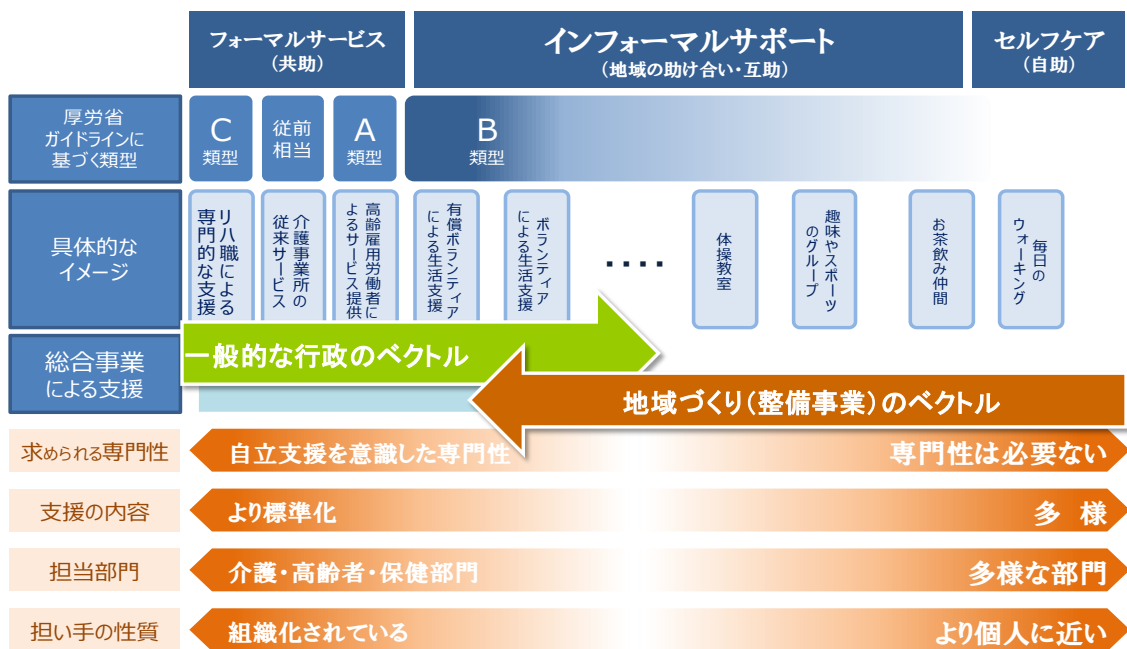 フォーマルサービス
（共助）
インフォーマルサポート
（地域の助け合い・互助）
セルフケア
（自助）
厚労省
ガイドラインに
基づく類型
C
類型
従前
相当
A
類型
B
類型
具体的な
イメージ
リハ職による
専門的な支援
介護事業所の
従来サービス
高齢雇用労働者に
よるサービス提供
有償ボランティア
による生活支援
ボランティア
による生活支援
・・・・
体操
教室
趣味やスポーツ
のグループ
お茶飲み仲間
毎日の
ウォーキング
総合事業
による支援
一般的な行政のベクトル
地域づくり（整備事業）のベクトル
求められる専門性
自立支援を意識した専門性
専門性は必要ない
支援の内容
より標準化
多 様
担当部門
介護・高齢者・保健部門
多様な部門
担い手の性質
組織化されている
より個人に近い